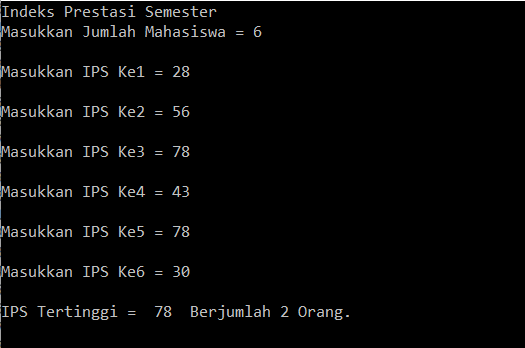 Indeks Prestasi Semester
Masukkan Jumlah Mahasiswa = 6
Masukkan IPS Ke1 = 28
Masukkan IPS Ke2 = 56
Masukkan IPS Ke3 = 78
Masukkan IPS Ke4 = 43
Masukkan IPS Ke5 = 78
Masukkan IPS Ke6 = 30
IPS Tertinggi =  78  Berjumlah 2 Orang.